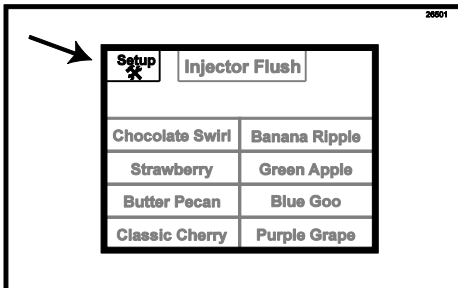 26501
Setup
Injector Flush
Chocolate Swirl Banana Ripple
Strawberry Green Apple
Butter Pecan Blue Goo
Classic Cherry Purple Grape